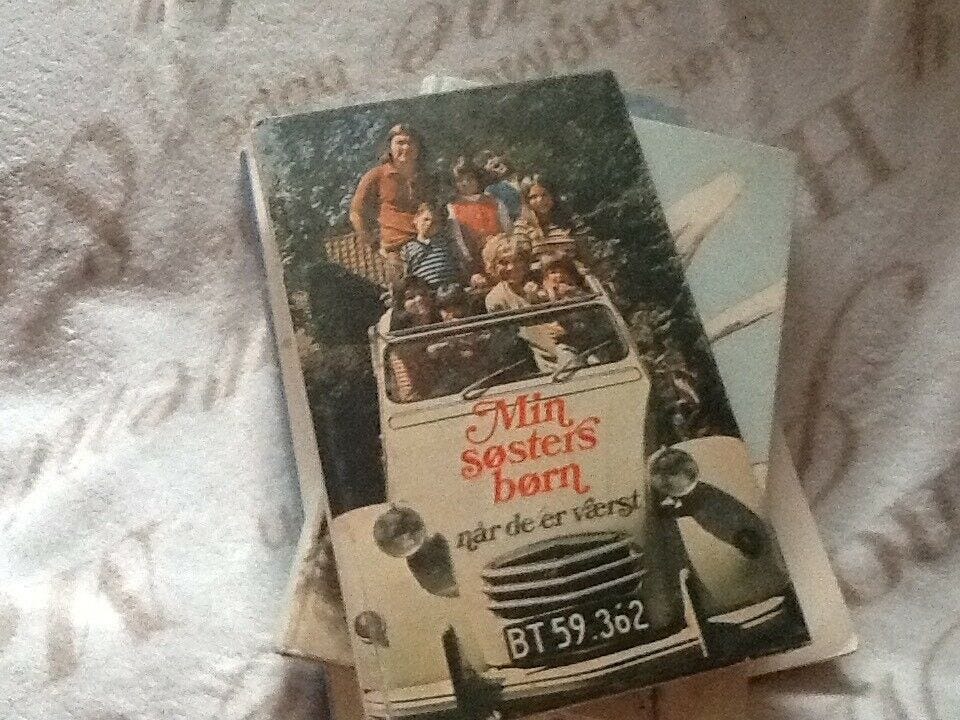 Min
søsters
børn
når de er værst
BT 59.362